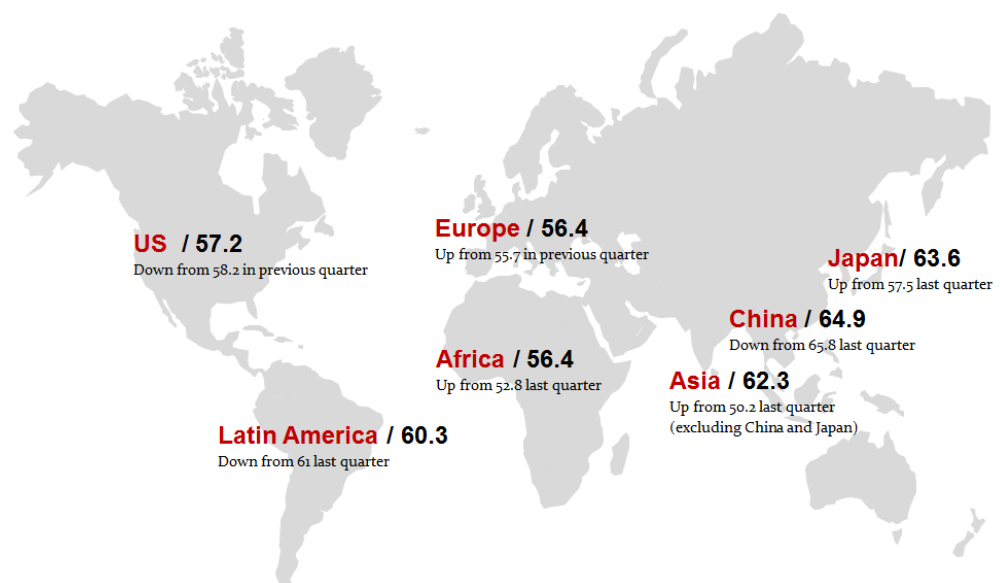 US / 57.2
Down from 58.2 in previous quarter
Europe / 56.4
Up from 55.7 in previous quarter
Japan/ 63.6
Up from 57.5 last quarter
China / 64.9
Down from 65.8 last quarter
Africa / 56.4
Up from 52.8 last quarter
Asia / 62.3
Up from 50.2 last quarter
(excluding China and Japan)
Latin America / 60.3
Down from 61 last quarter